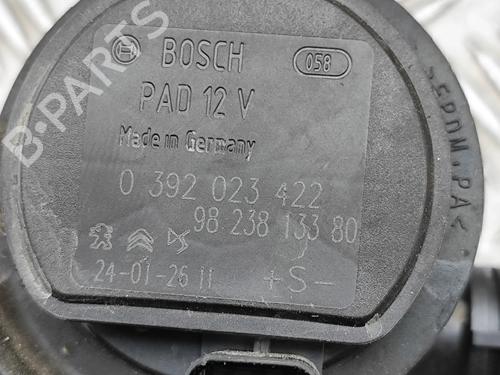 BOSCH
058
PAD 12 V
Made in Germany
0 392 023 422
98 238 133 80
24-01-26 11
+S-
B-PARTS